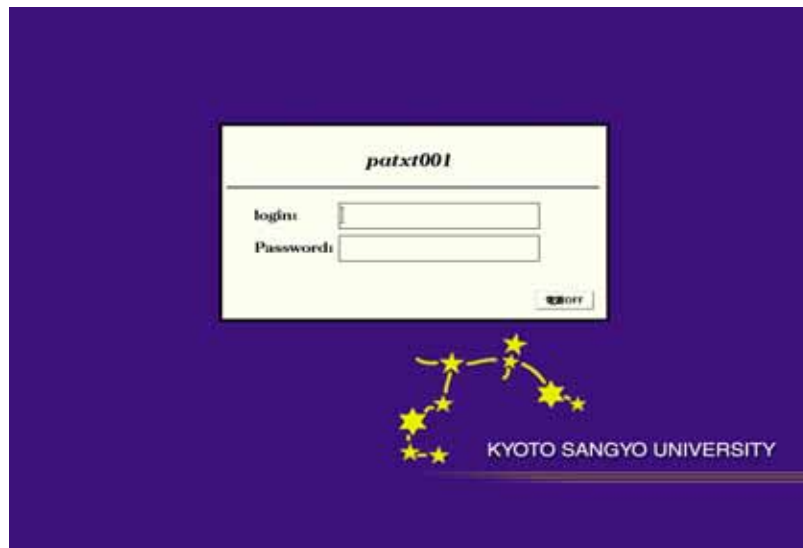 patxt001
login:
Password:
電源OFF
KYOTO SANGYO UNIVERSITY